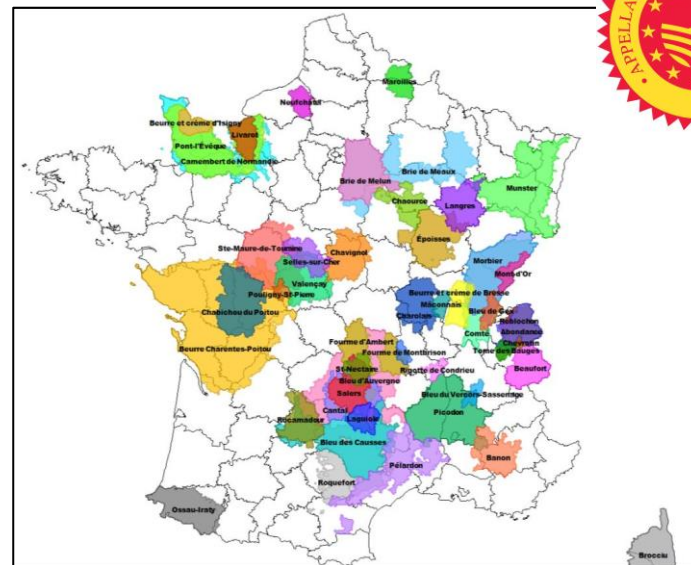 APPELLA
Maroilles
Neufchatel
Beurre et crème d'Isigny
Livarot
Pont-l'Évêque
Camembert de Normandie
Brie de Melun
Brie de Meaux
Munster
Chaource
Langres
Époisses
Ste-Maure-de-Touraine
Selles-sur-Cher
Chavignol
Valençay
Pouligny-St-Pierre
Chabichou du Poitou
Beurre Charentes-Poitou
Morbier
Mont-d'Or
Beurre et crème de Bresse
Mâconnais
Charolais
Bleu de Gex
Comté
Reblochon
Abondance
Chevrotin
Tome des Bauges
Beaufort
Fourme d'Ambert
Fourme de Montbrison
St-Nectaire
Rigotte de Condrieu
Bleu d'Auvergne
Salers
Bleu du Vercors-Sassenage
Cantal
Laguiole
Picodon
Rocamadour
Bleu des Causses
Banon
Pélardon
Roquefort
Ossau-Iraty
Brocciu